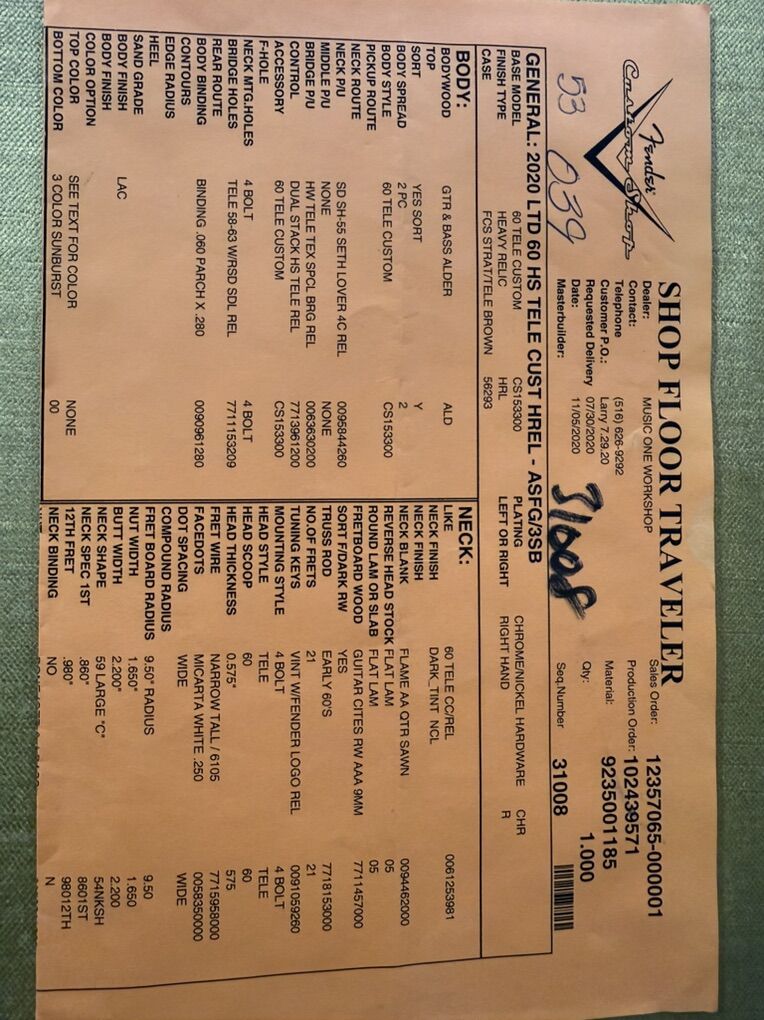 Fender
Custom Shop
53 039
SHOP FLOOR TRAVELER
Dealer: MUSIC ONE WORKSHOP
Contact:
Telephone (516) 626-9292
Customer P.O.: Larry 7.29.20
Requested Delivery 07/30/2020
Date: 11/05/2020
Masterbuilder:
31008
Sales Order: 12357065-000001
Production Order: 102439571
Material: 9235001185
Qty: 1.000
Seq.Number 31008
GENERAL: 2020 LTD 60 HS TELE CUST HREL - ASFG/3SB
BASE MODEL 60 TELE CUSTOM CS153300 PLATING CHROME/NICKEL HARDWARE CHR
FINISH TYPE HEAVY RELIC HRL LEFT OR RIGHT RIGHT HAND R
CASE FCS STRAT/TELE BROWN 56293
BODY:
BODYWOOD GTR & BASS ALDER ALD
TOP
SORT YES SORT Y
BODY SPREAD 2 PC 2
BODY STYLE 60 TELE CUSTOM CS153300
PICKUP ROUTE
NECK ROUTE
NECK P/U SD SH-55 SETH LOVER 4C REL 0095844260
MIDDLE P/U NONE NONE
BRIDGE P/U HW TELE TEX SPCL BRG REL 0063630200
CONTROL DUAL STACK HS TELE REL 7713961200
ACCESSORY 60 TELE CUSTOM CS153300
F-HOLE
NECK MTG.HOLES 4 BOLT 4 BOLT
BRIDGE HOLES TELE 58-63 W/RSD SDL REL 7711153209
REAR ROUTE
BODY BINDING BINDING .060 PARCH X .280 0090961280
CONTOURS
EDGE RADIUS
HEEL
SAND GRADE
BODY FINISH LAC
BODY FINISH
COLOR OPTION
TOP COLOR SEE TEXT FOR COLOR NONE
BOTTOM COLOR 3 COLOR SUNBURST 00
NECK:
LIKE 60 TELE CC/REL 0061253981
NECK FINISH DARK_TINT NCL
NECK FINISH
NECK BLANK FLAME AA QTR SAWN 0094462000
REVERSE HEAD STOCK FLAT LAM 05
ROUND LAM OR SLAB FLAT LAM 05
FRETBOARD WOOD GUITAR CITES RW AAA 9MM 7711457000
SORT F/DARK RW YES
TRUSS ROD EARLY 60'S 7718153000
NO.OF FRETS 21 21
TUNING KEYS VINT W/FENDER LOGO REL 0091059260
MOUNTING STYLE 4 BOLT 4 BOLT
HEAD STYLE TELE TELE
HEAD SCOOP 60 60
HEAD THICKNESS 0.575" 575
FRET WIRE NARROW TALL / 6105 7715958000
FACEDOTS MICARTA WHITE .250 0058350000
DOT SPACING WIDE WIDE
COMPOUND RADIUS
FRET BOARD RADIUS 9.50" RADIUS 9.50
NUT WIDTH 1.650" 1.650
BUTT WIDTH 2.200" 2.200
NECK SHAPE 59 LARGE "C" 54NKSH
NECK SPEC 1ST .860" 8601ST
12TH FRET .980" 98012TH
NECK BINDING NO N